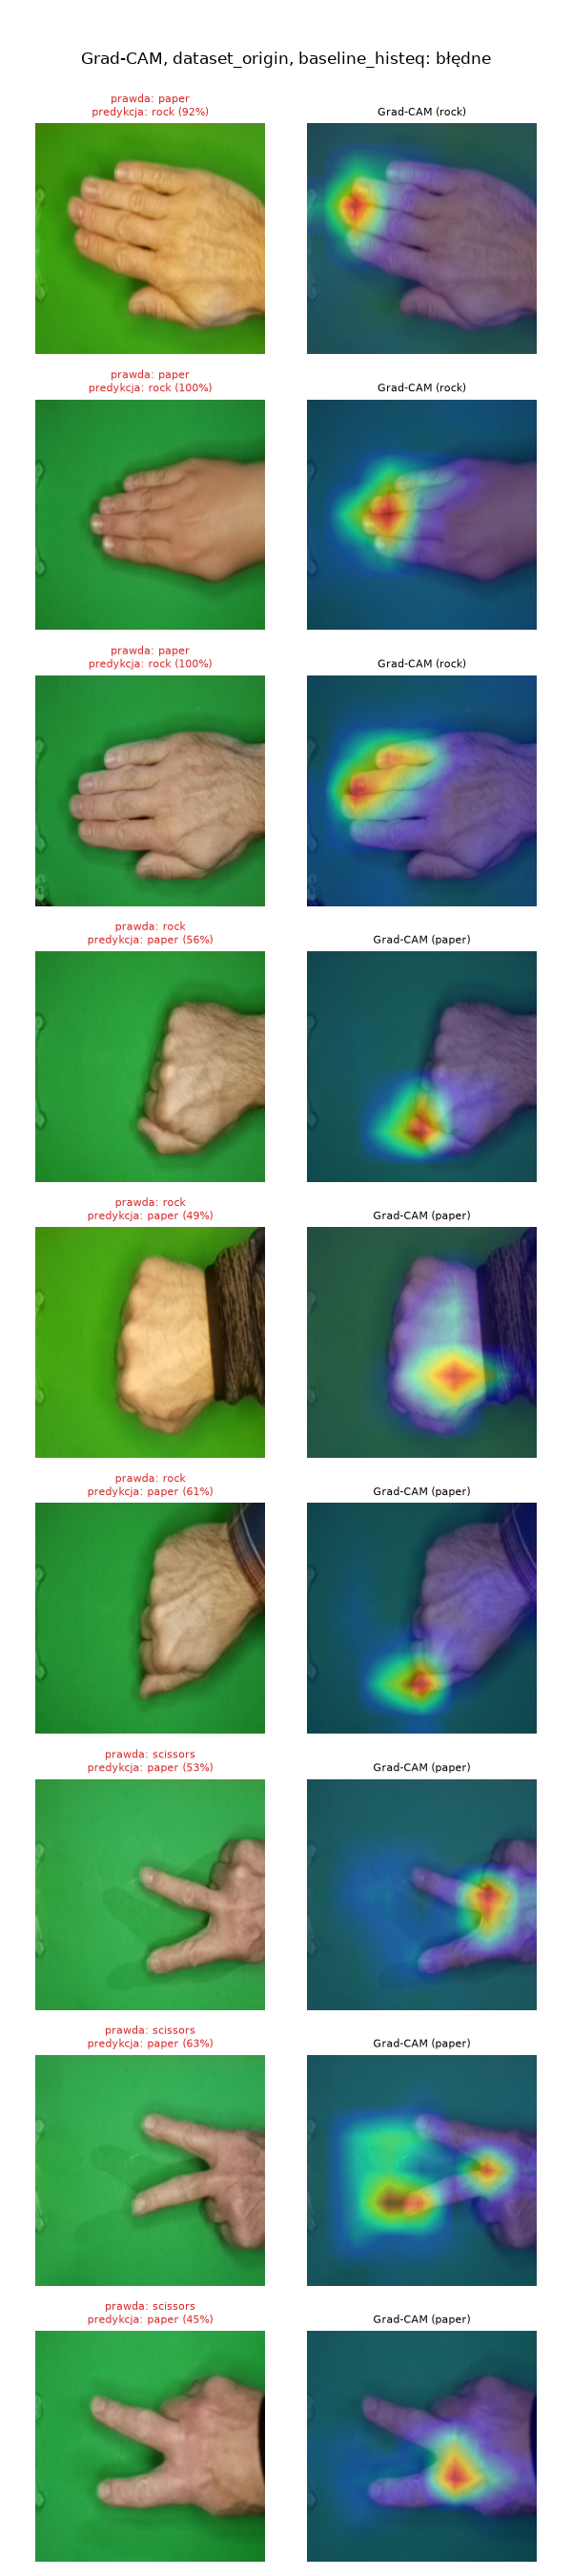 Grad-CAM, dataset_origin, baseline_histeq: błędne
prawda: paper
predykcja: rock (92%)
Grad-CAM (rock)
prawda: paper
predykcja: rock (100%)
Grad-CAM (rock)
prawda: paper
predykcja: rock (100%)
Grad-CAM (rock)
prawda: rock
predykcja: paper (56%)
Grad-CAM (paper)
prawda: rock
predykcja: paper (49%)
Grad-CAM (paper)
prawda: rock
predykcja: paper (61%)
Grad-CAM (paper)
prawda: scissors
predykcja: paper (53%)
Grad-CAM (paper)
prawda: scissors
predykcja: paper (63%)
Grad-CAM (paper)
prawda: scissors
predykcja: paper (45%)
Grad-CAM (paper)